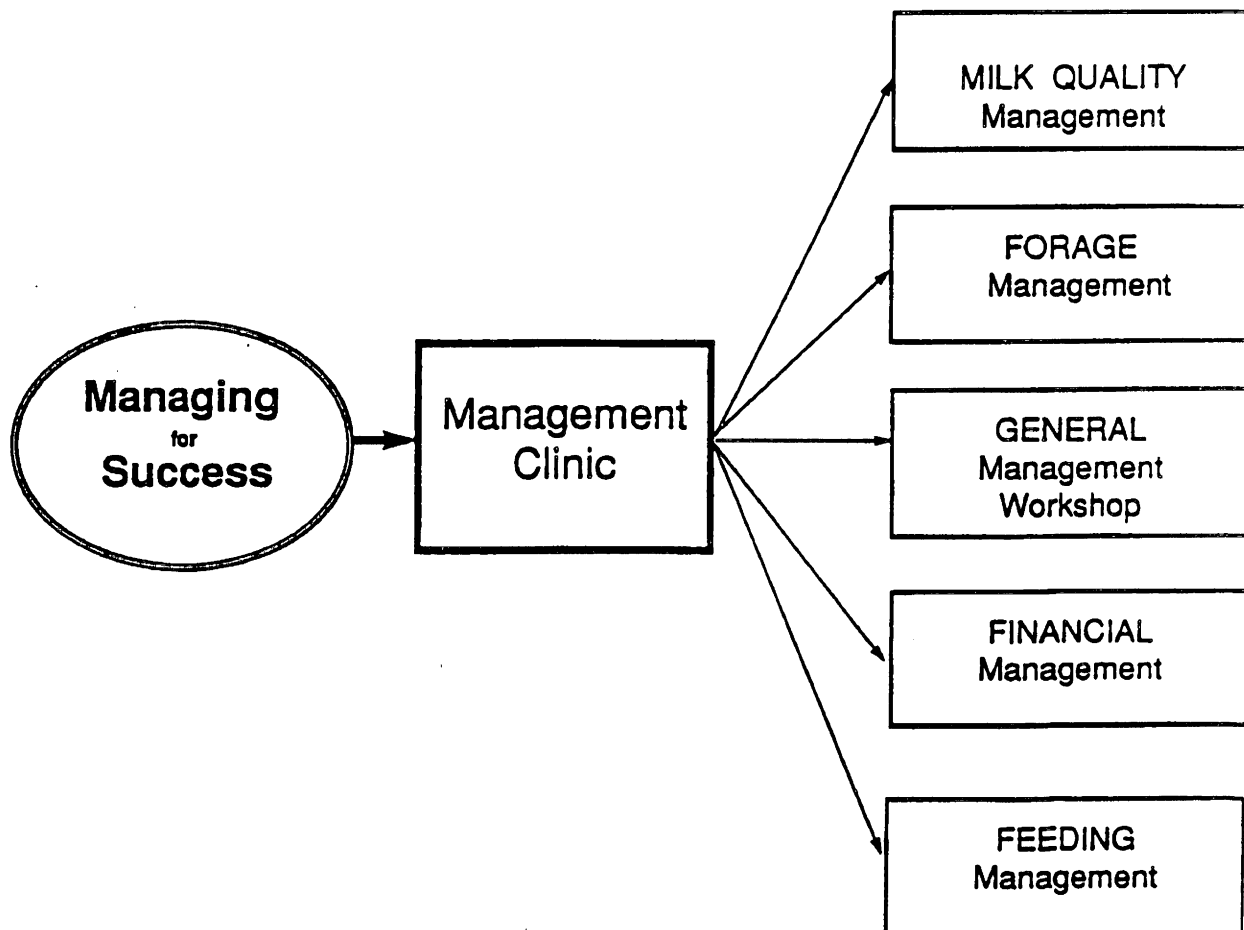 Managing
for
Success
Management
Clinic
MILK QUALITY
Management
FORAGE
Management
GENERAL
Management
Workshop
FINANCIAL
Management
FEEDING
Management